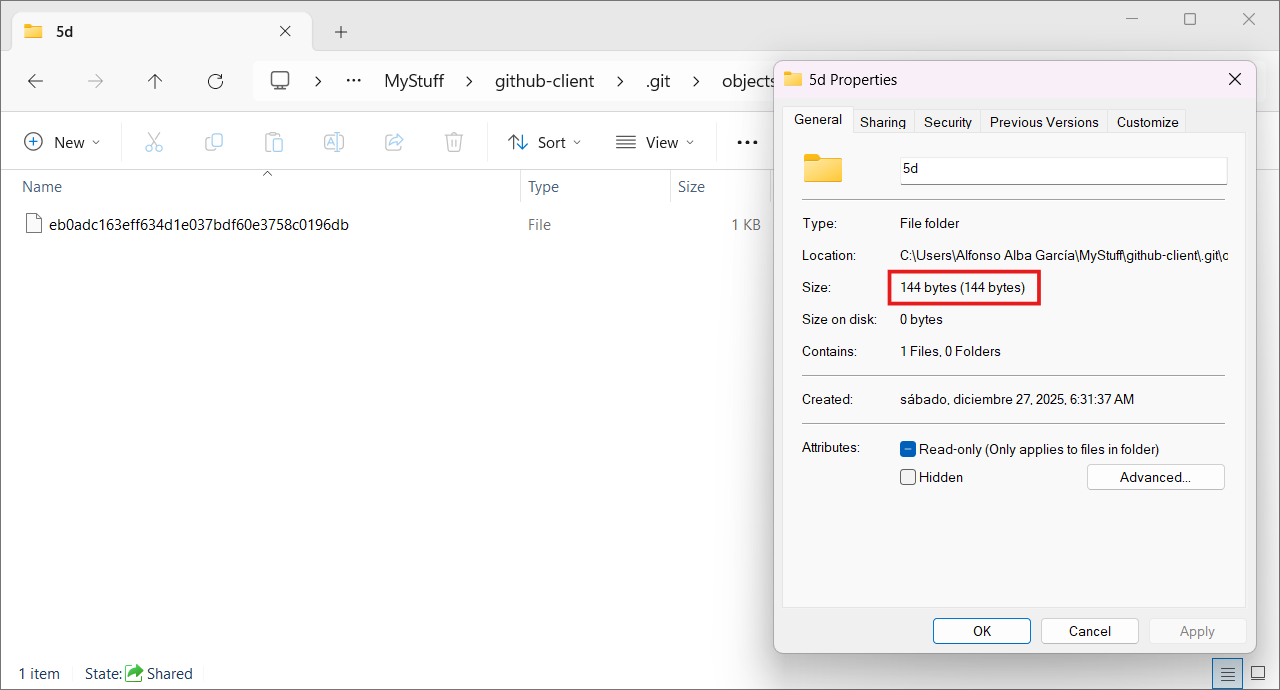 5d
MyStuff
github-client
.git
objects
New
Sort
View
Name
Type
Size
eb0adc163eff634d1e037bdf60e3758c0196db
File
1 KB
1 item
State:
Shared
5d Properties
General
Sharing
Security
Previous Versions
Customize
5d
Type:
File folder
Location:
C:\Users\Alfonso Alba García\MyStuff\github-client\.git\o
Size:
144 bytes (144 bytes)
Size on disk:
0 bytes
Contains:
1 Files, 0 Folders
Created:
sábado, diciembre 27, 2025, 6:31:37 AM
Attributes:
Read-only (Only applies to files in folder)
Hidden
Advanced...
OK
Cancel
Apply